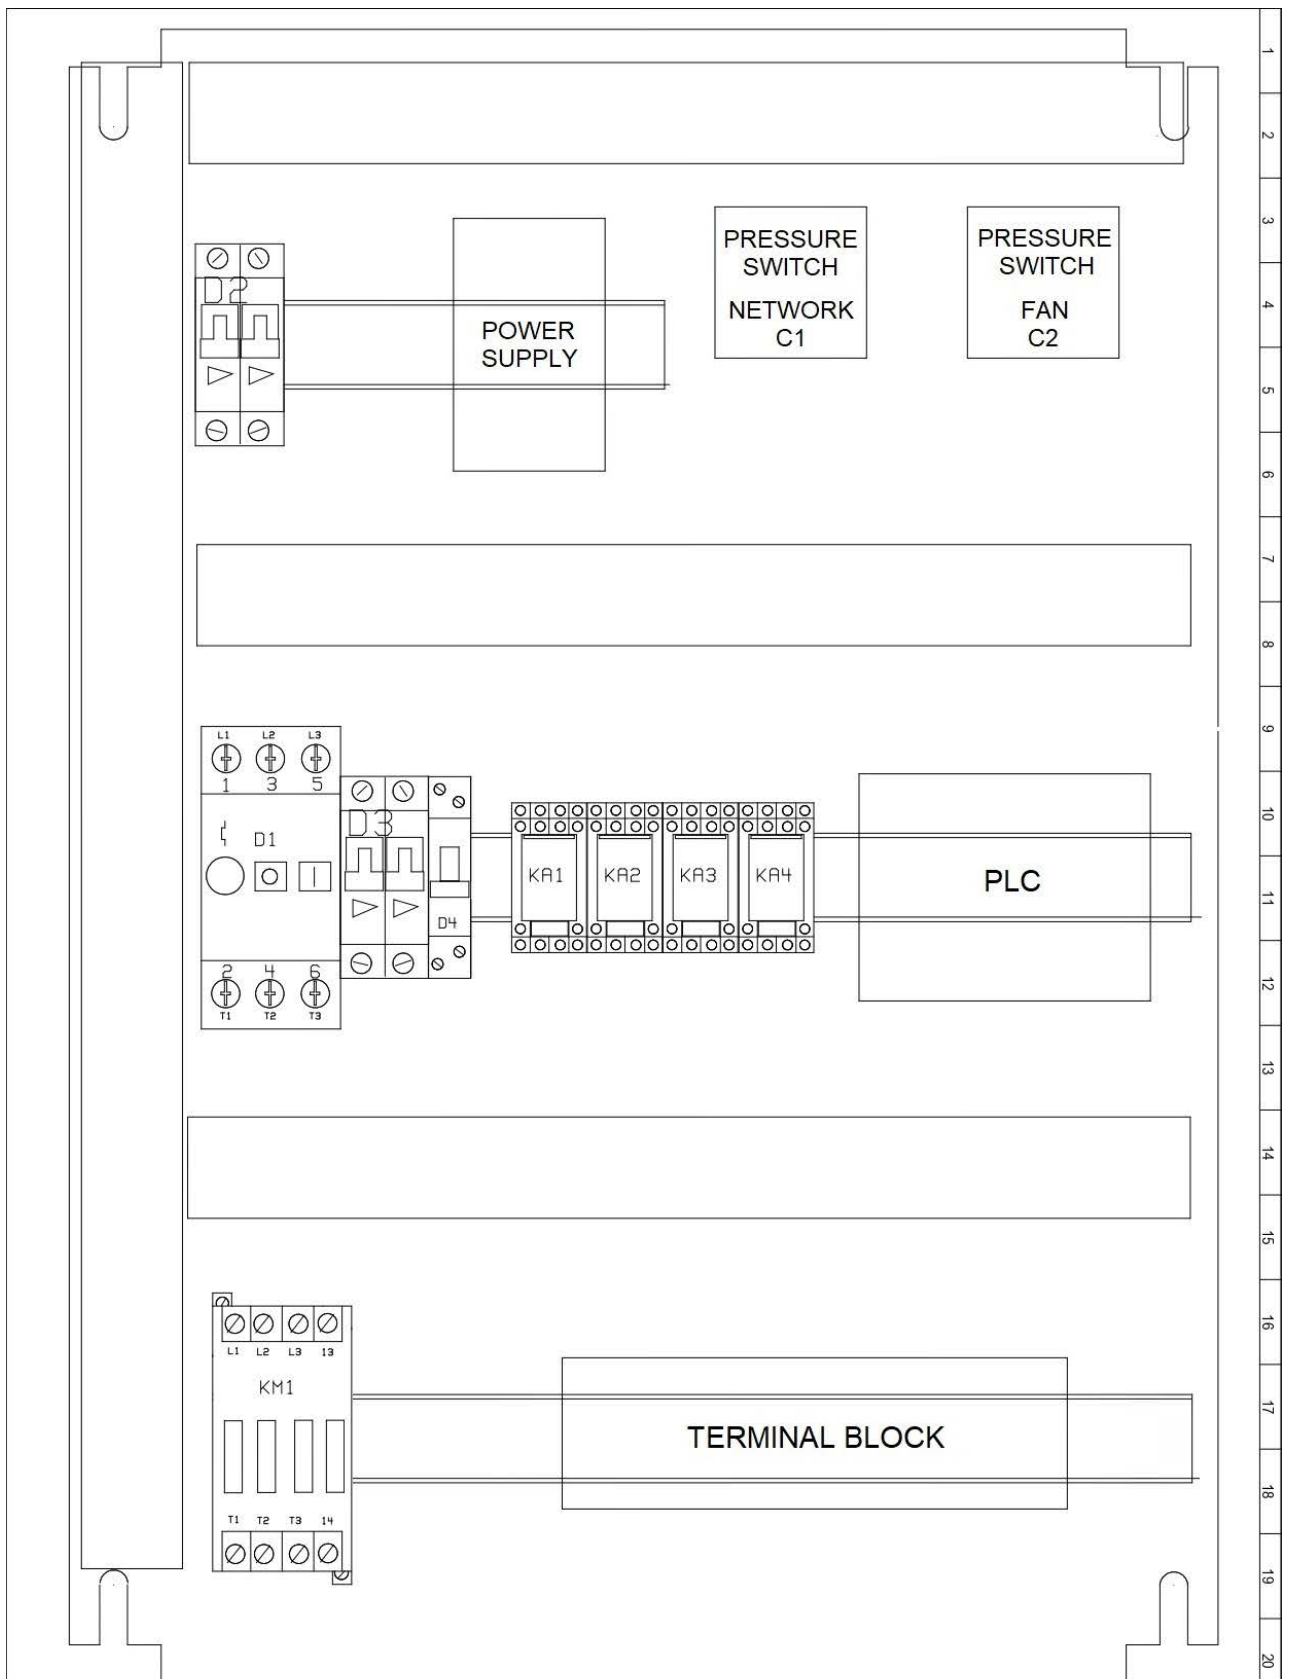 1
2
3
PRESSURE
SWITCH
NETWORK
C1
PRESSURE
SWITCH
FAN
C2
D2
4
POWER
SUPPLY
5
6
7
8
9
L1 L2 L3
1 3 5
10
D1
D3
KA1 KA2 KA3 KA4
PLC
11
D4
2 4 6
T1 T2 T3
12
13
14
15
16
L1 L2 L3 13
KM1
17
TERMINAL BLOCK
18
T1 T2 T3 14
19
20